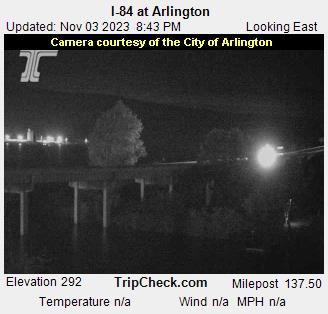 I-84 at Arlington
Updated: Nov 03 2023 8:43 PM Looking East
Camera courtesy of the City of Arlington
Elevation 292 TripCheck.com Milepost 137.50
Temperature n/a Wind n/a MPH n/a